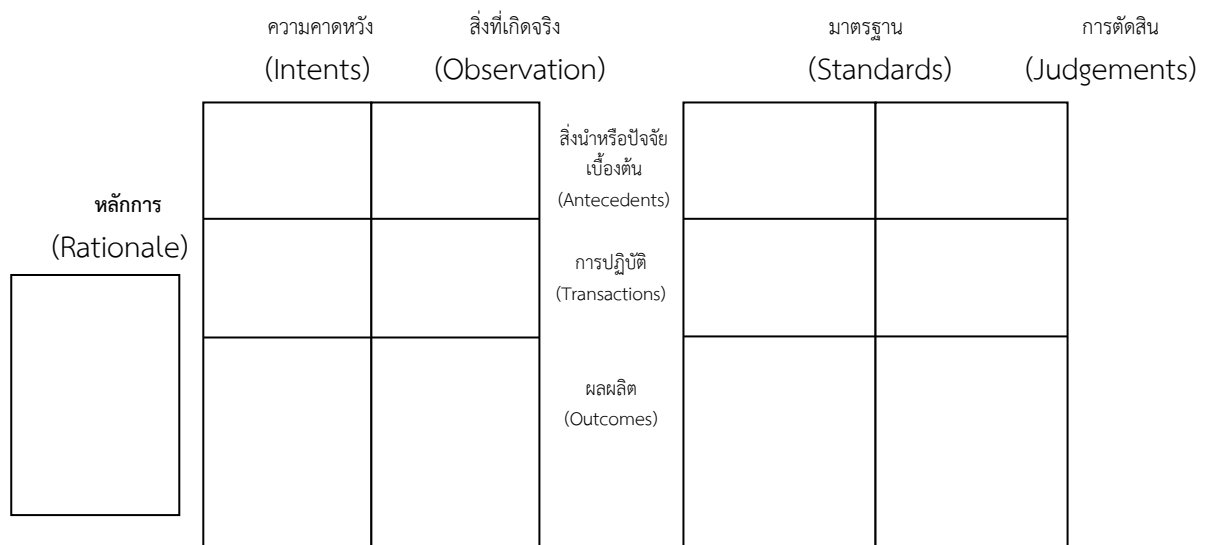 ความคาดหวัง สิ่งที่เกิดจริง มาตรฐาน การตัดสิน
(Intents) (Observation) (Standards) (Judgements)
สิ่งนำหรือปัจจัย
เบื้องต้น
(Antecedents)
หลักการ
(Rationale)
การปฏิบัติ
(Transactions)
ผลผลิต
(Outcomes)